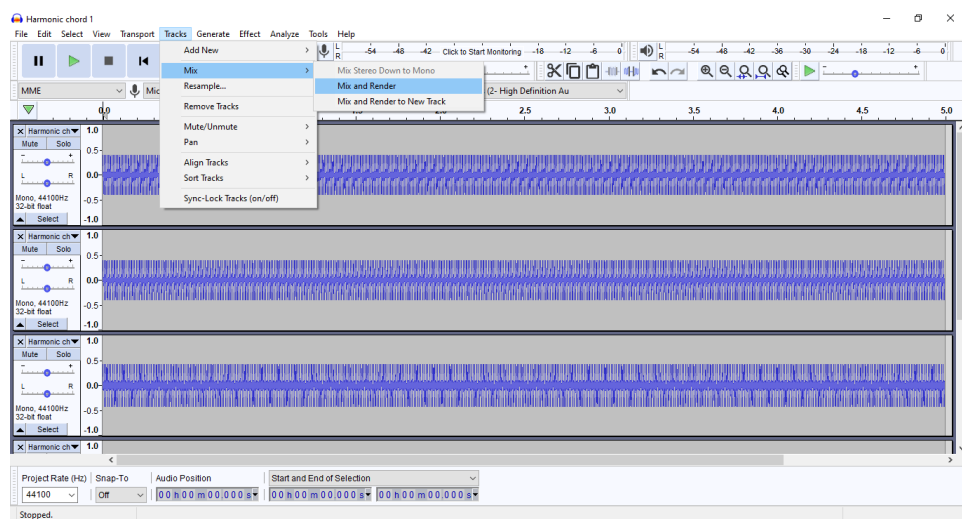 Harmonic chord 1
File Edit Select View Transport Tracks Generate Effect Analyze Tools Help
Add New
Mix
Resample...
Remove Tracks
Mute/Unmute
Pan
Align Tracks
Sort Tracks
Sync-Lock Tracks (on/off)
Mix Stereo Down to Mono
Mix and Render
Mix and Render to New Track
L
R
-54 -48 -42 Click to Start Monitoring -18 -12 -6 0
L
R
-54 -48 -42 -36 -30 -24 -18 -12 -6 0
MME
Mic
(2- High Definition Au
0,0 2.5 3.0 3.5 4.0 4.5 5.0
X Harmonic ch
Mute Solo
- +
L R
Mono, 44100Hz
32-bit float
Select
1.0
0.5-
0.0-
-0.5-
-1.0
X Harmonic ch
Mute Solo
- +
L R
Mono, 44100Hz
32-bit float
Select
1.0
0.5-
0.0-
-0.5-
-1.0
X Harmonic ch
Mute Solo
- +
L R
Mono, 44100Hz
32-bit float
Select
1.0
0.5-
0.0-
-0.5-
-1.0
X Harmonic ch 1.0
Project Rate (Hz) Snap-To Audio Position Start and End of Selection
44100 Off 00 h 00 m 00.000 s 00 h 00 m 00.000 s 00 h 00 m 00.000 s
Stopped.